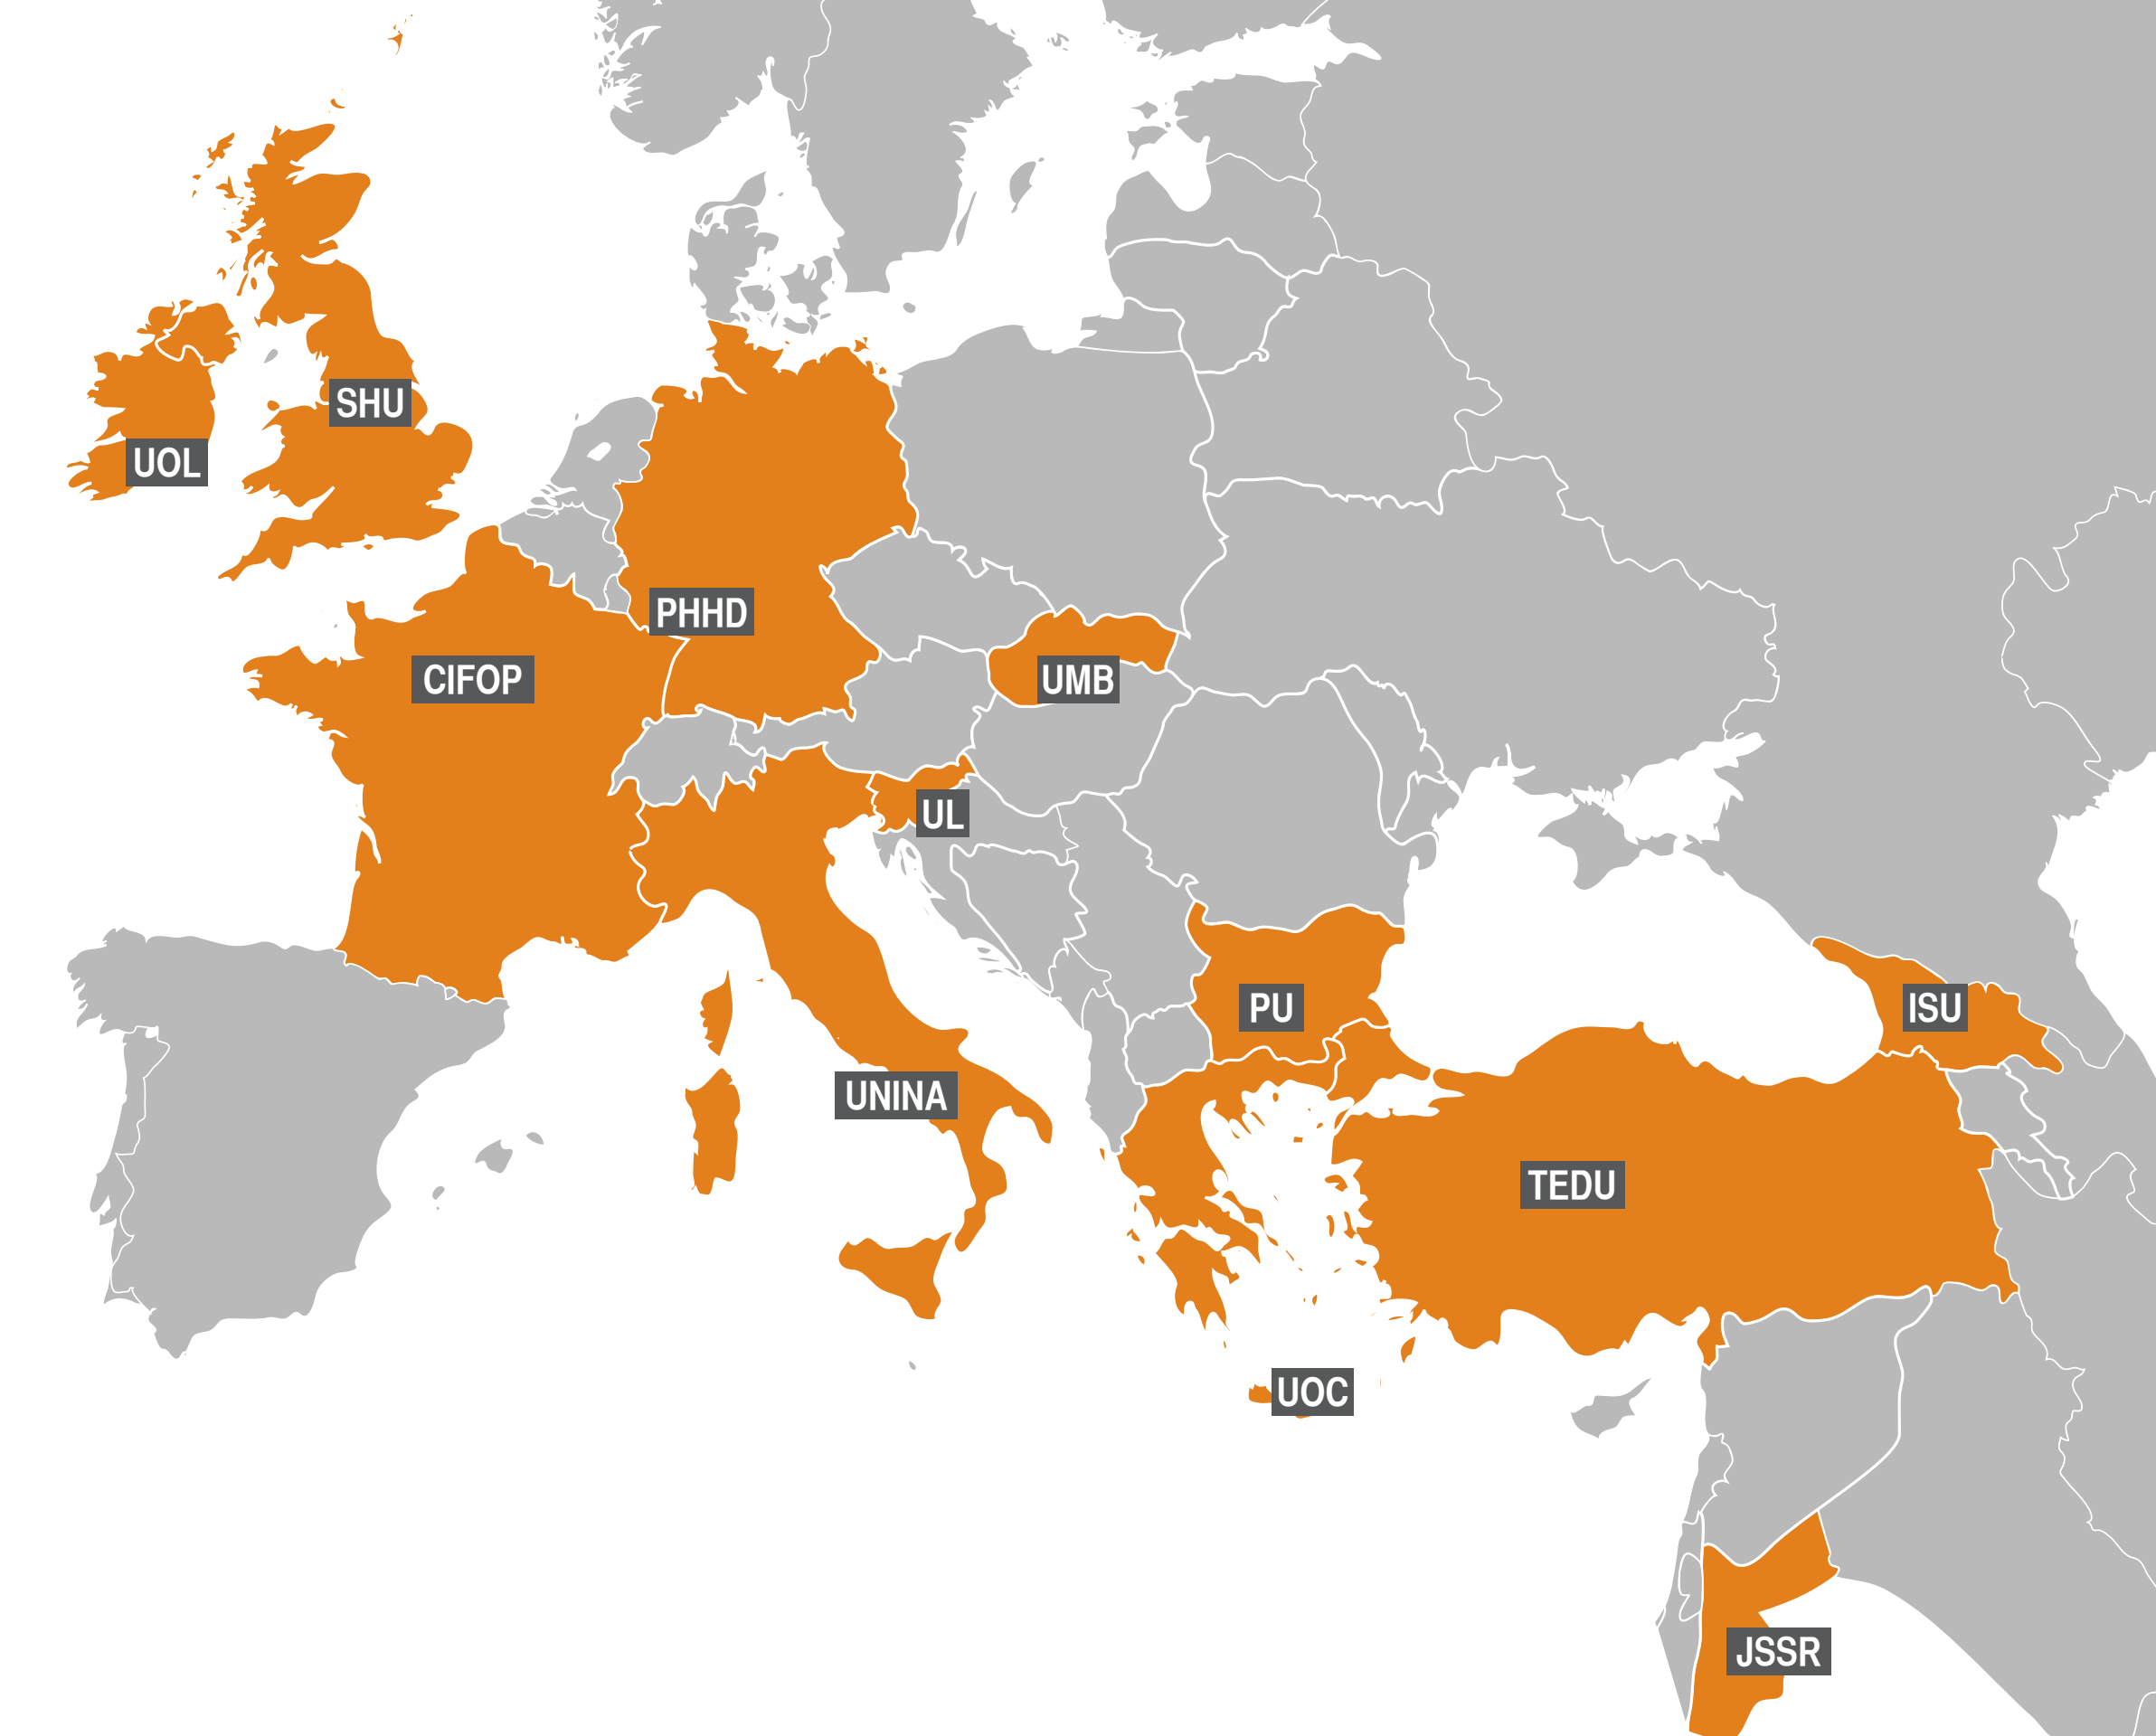 SHU
UOL
PHHD
CIFOP
UMB
UL
PU
ISU
UNINA
TEDU
UOC
JSSR